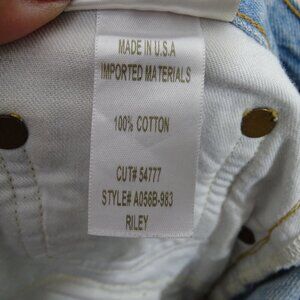 MADE IN U.S.A
IMPORTED MATERIALS
100% COTTON
CUT# 54777
STYLE# A056B-983
RILEY